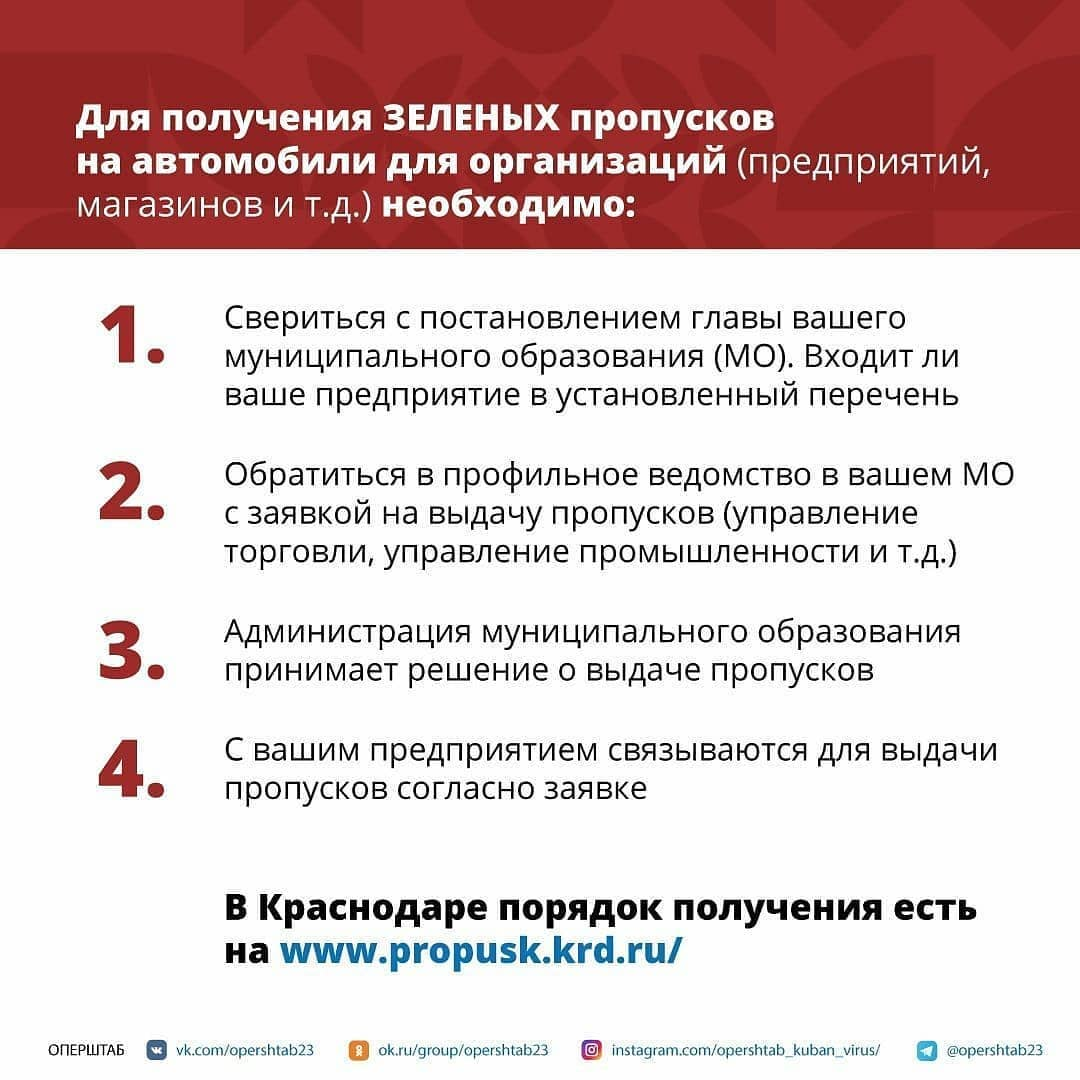 Для получения ЗЕЛЕНЫХ пропусков
на автомобили для организаций (предприятий,
магазинов и т.д.) необходимо:
1. Свериться с постановлением главы вашего
муниципального образования (МО). Входит ли
ваше предприятие в установленный перечень
2. Обратиться в профильное ведомство в вашем МО
с заявкой на выдачу пропусков (управление
торговли, управление промышленности и т.д.)
3. Администрация муниципального образования
принимает решение о выдаче пропусков
4. С вашим предприятием связываются для выдачи
пропусков согласно заявке
В Краснодаре порядок получения есть
на www.propusk.krd.ru/
ОПЕРШТАБ vk.com/opershtab23 ok.ru/group/opershtab23 instagram.com/opershtab_kuban_virus/ @opershtab23